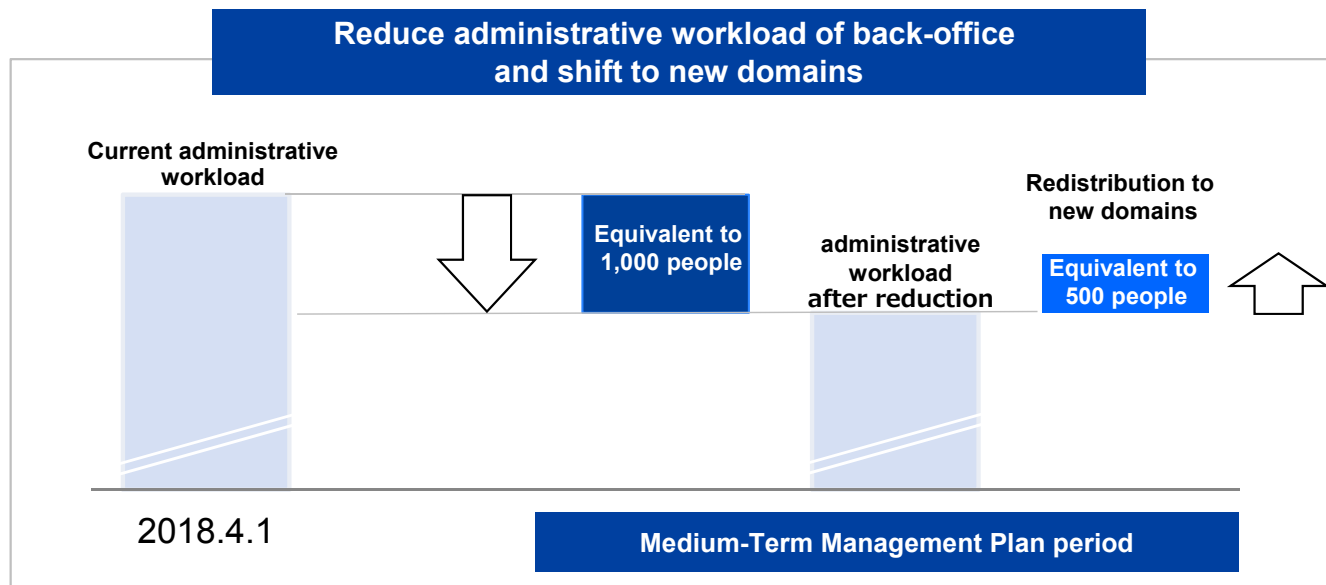 Reduce administrative workload of back-office
and shift to new domains
Current administrative
workload
Equivalent to
1,000 people
administrative
workload
after reduction
Redistribution to
new domains
Equivalent to
500 people
2018.4.1
Medium-Term Management Plan period